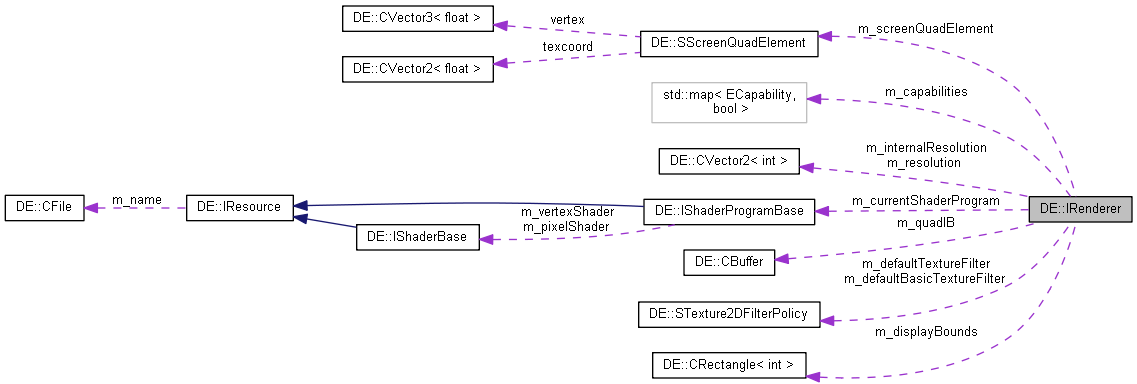 DE::CVector3< float >
vertex
DE::SScreenQuadElement
m_screenQuadElement
texcoord
DE::CVector2< float >
std::map< ECapability,
bool >
m_capabilities
DE::CVector2< int >
m_internalResolution
m_resolution
DE::CFile
m_name
DE::IResource
DE::IShaderBase
m_vertexShader
m_pixelShader
DE::IShaderProgramBase
m_currentShaderProgram
DE::IRenderer
DE::CBuffer
m_quadIB
DE::STexture2DFilterPolicy
m_defaultTextureFilter
m_defaultBasicTextureFilter
DE::CRectangle< int >
m_displayBounds